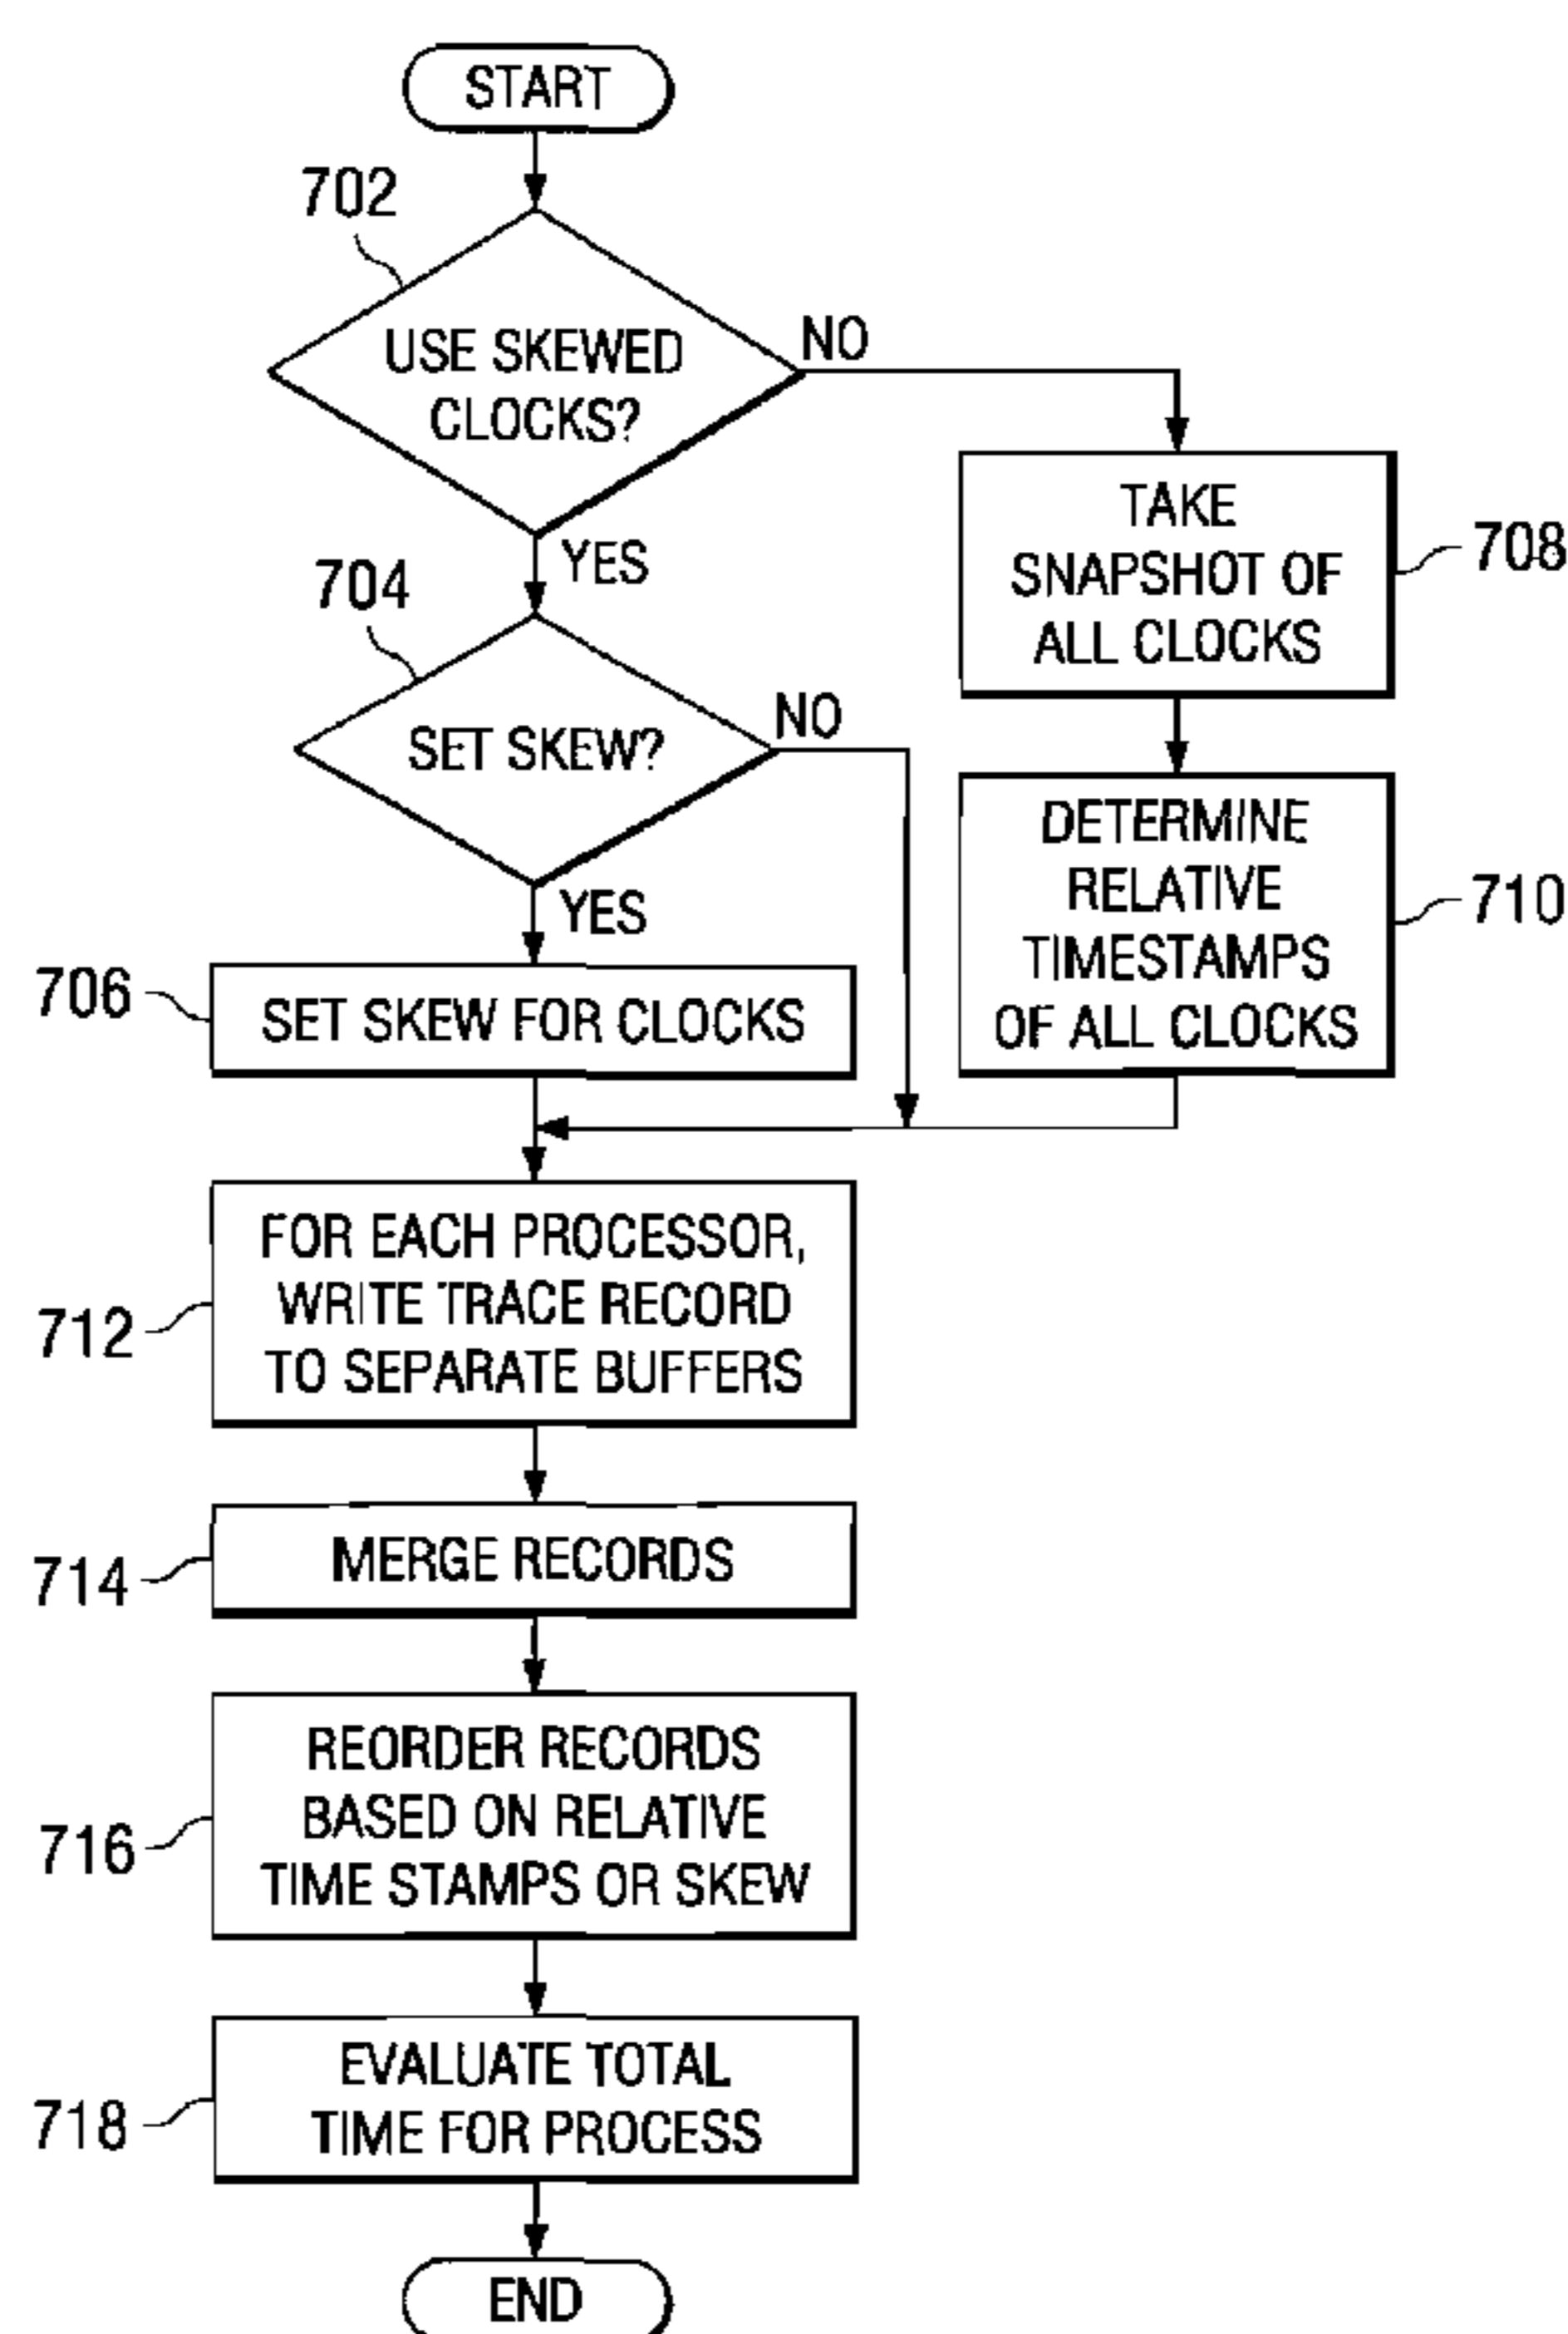 START
702
USE SKEWED
CLOCKS?
NO
YES
704
SET SKEW?
NO
YES
706
SET SKEW FOR CLOCKS
TAKE
SNAPSHOT OF
ALL CLOCKS
708
DETERMINE
RELATIVE
TIMESTAMPS
OF ALL CLOCKS
710
712
FOR EACH PROCESSOR,
WRITE TRACE RECORD
TO SEPARATE BUFFERS
714
MERGE RECORDS
716
REORDER RECORDS
BASED ON RELATIVE
TIME STAMPS OR SKEW
718
EVALUATE TOTAL
TIME FOR PROCESS
END